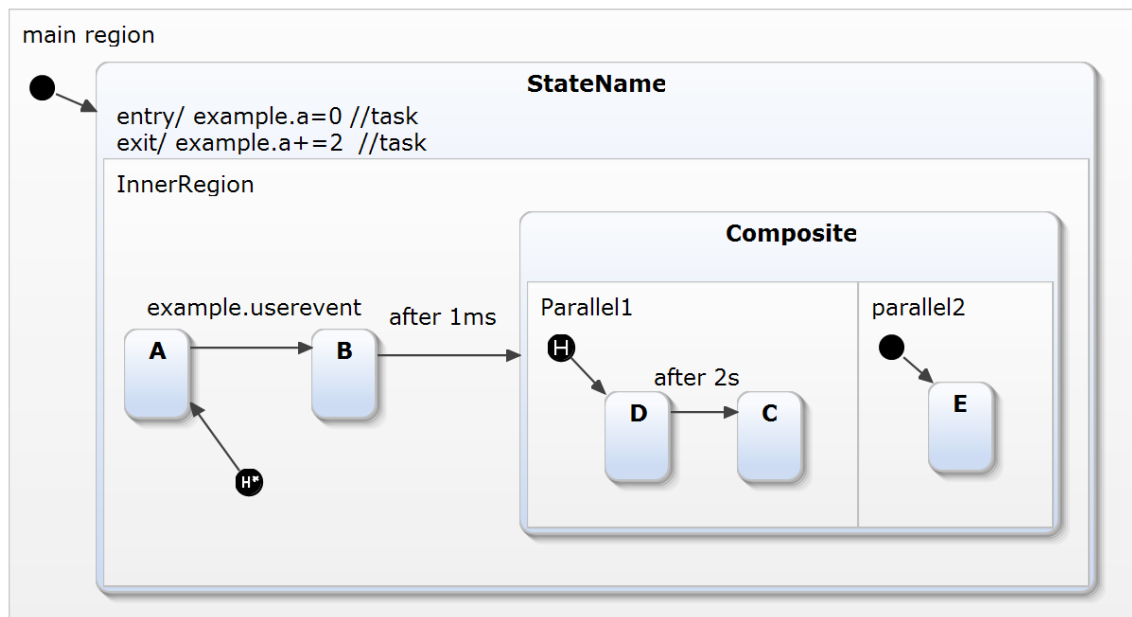 main region
StateName
entry/ example.a=0 //task
exit/ example.a+=2  //task
InnerRegion
Composite
example.userevent
after 1ms
Parallel1
parallel2
A
B
H
after 2s
D
C
E
H*